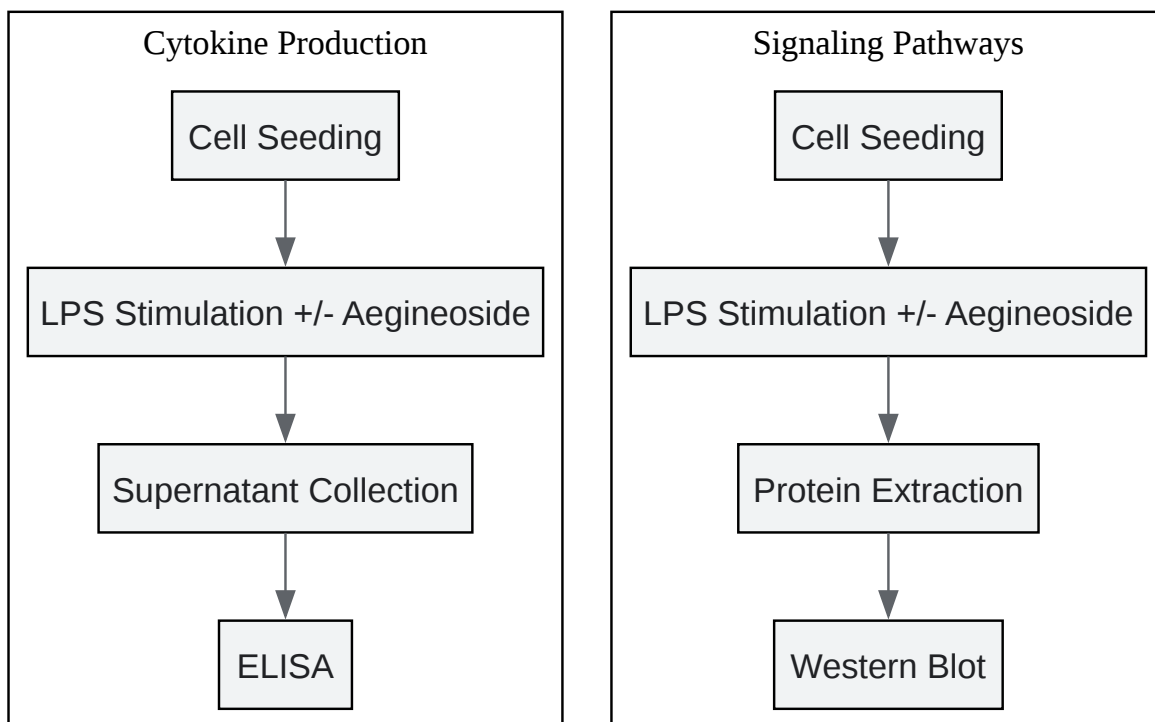 Cytokine Production
Cell Seeding
LPS Stimulation +/- Aegineoside
Supernatant Collection
ELISA
Signaling Pathways
Cell Seeding
LPS Stimulation +/- Aegineoside
Protein Extraction
Western Blot